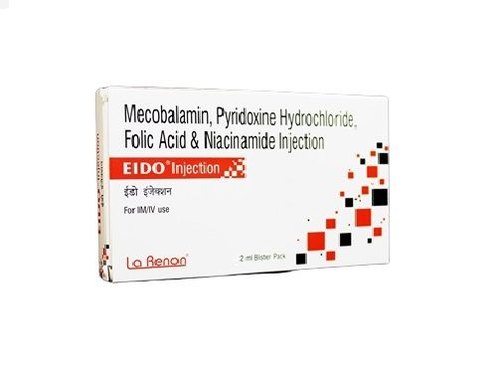 Mecobalamin, Pyridoxine Hydrochloride,
Folic Acid & Niacinamide Injection
EIDO® Injection
ईडो इंजेक्शन
For IM/IV use
La Renon®
2 ml Blister Pack